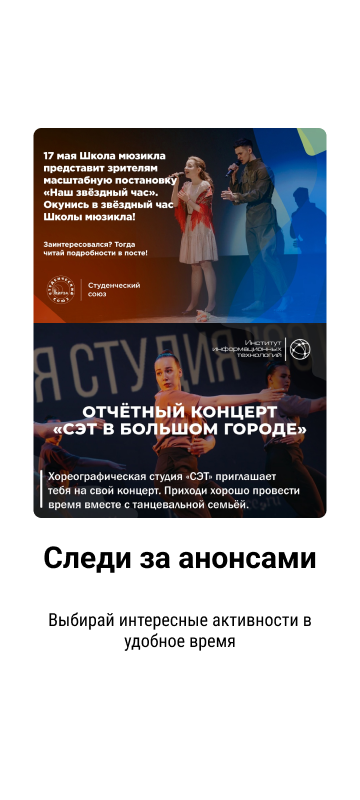 17 мая Школа мюзикла
представит зрителям
масштабную постановку
«Наш звёздный час».
Окунись в звёздный час
Школы мюзикла!
Заинтересовался? Тогда
читай подробности в посте!
Студенческий
союз
Институт
информационных
технологий
Я СТУДИЯ
ОТЧЁТНЫЙ КОНЦЕРТ
«СЭТ В БОЛЬШОМ ГОРОДЕ»
Хореографическая студия «СЭТ» приглашает
тебя на свой концерт. Приходи хорошо провести
время вместе с танцевальной семьёй.
Следи за анонсами
Выбирай интересные активности в
удобное время